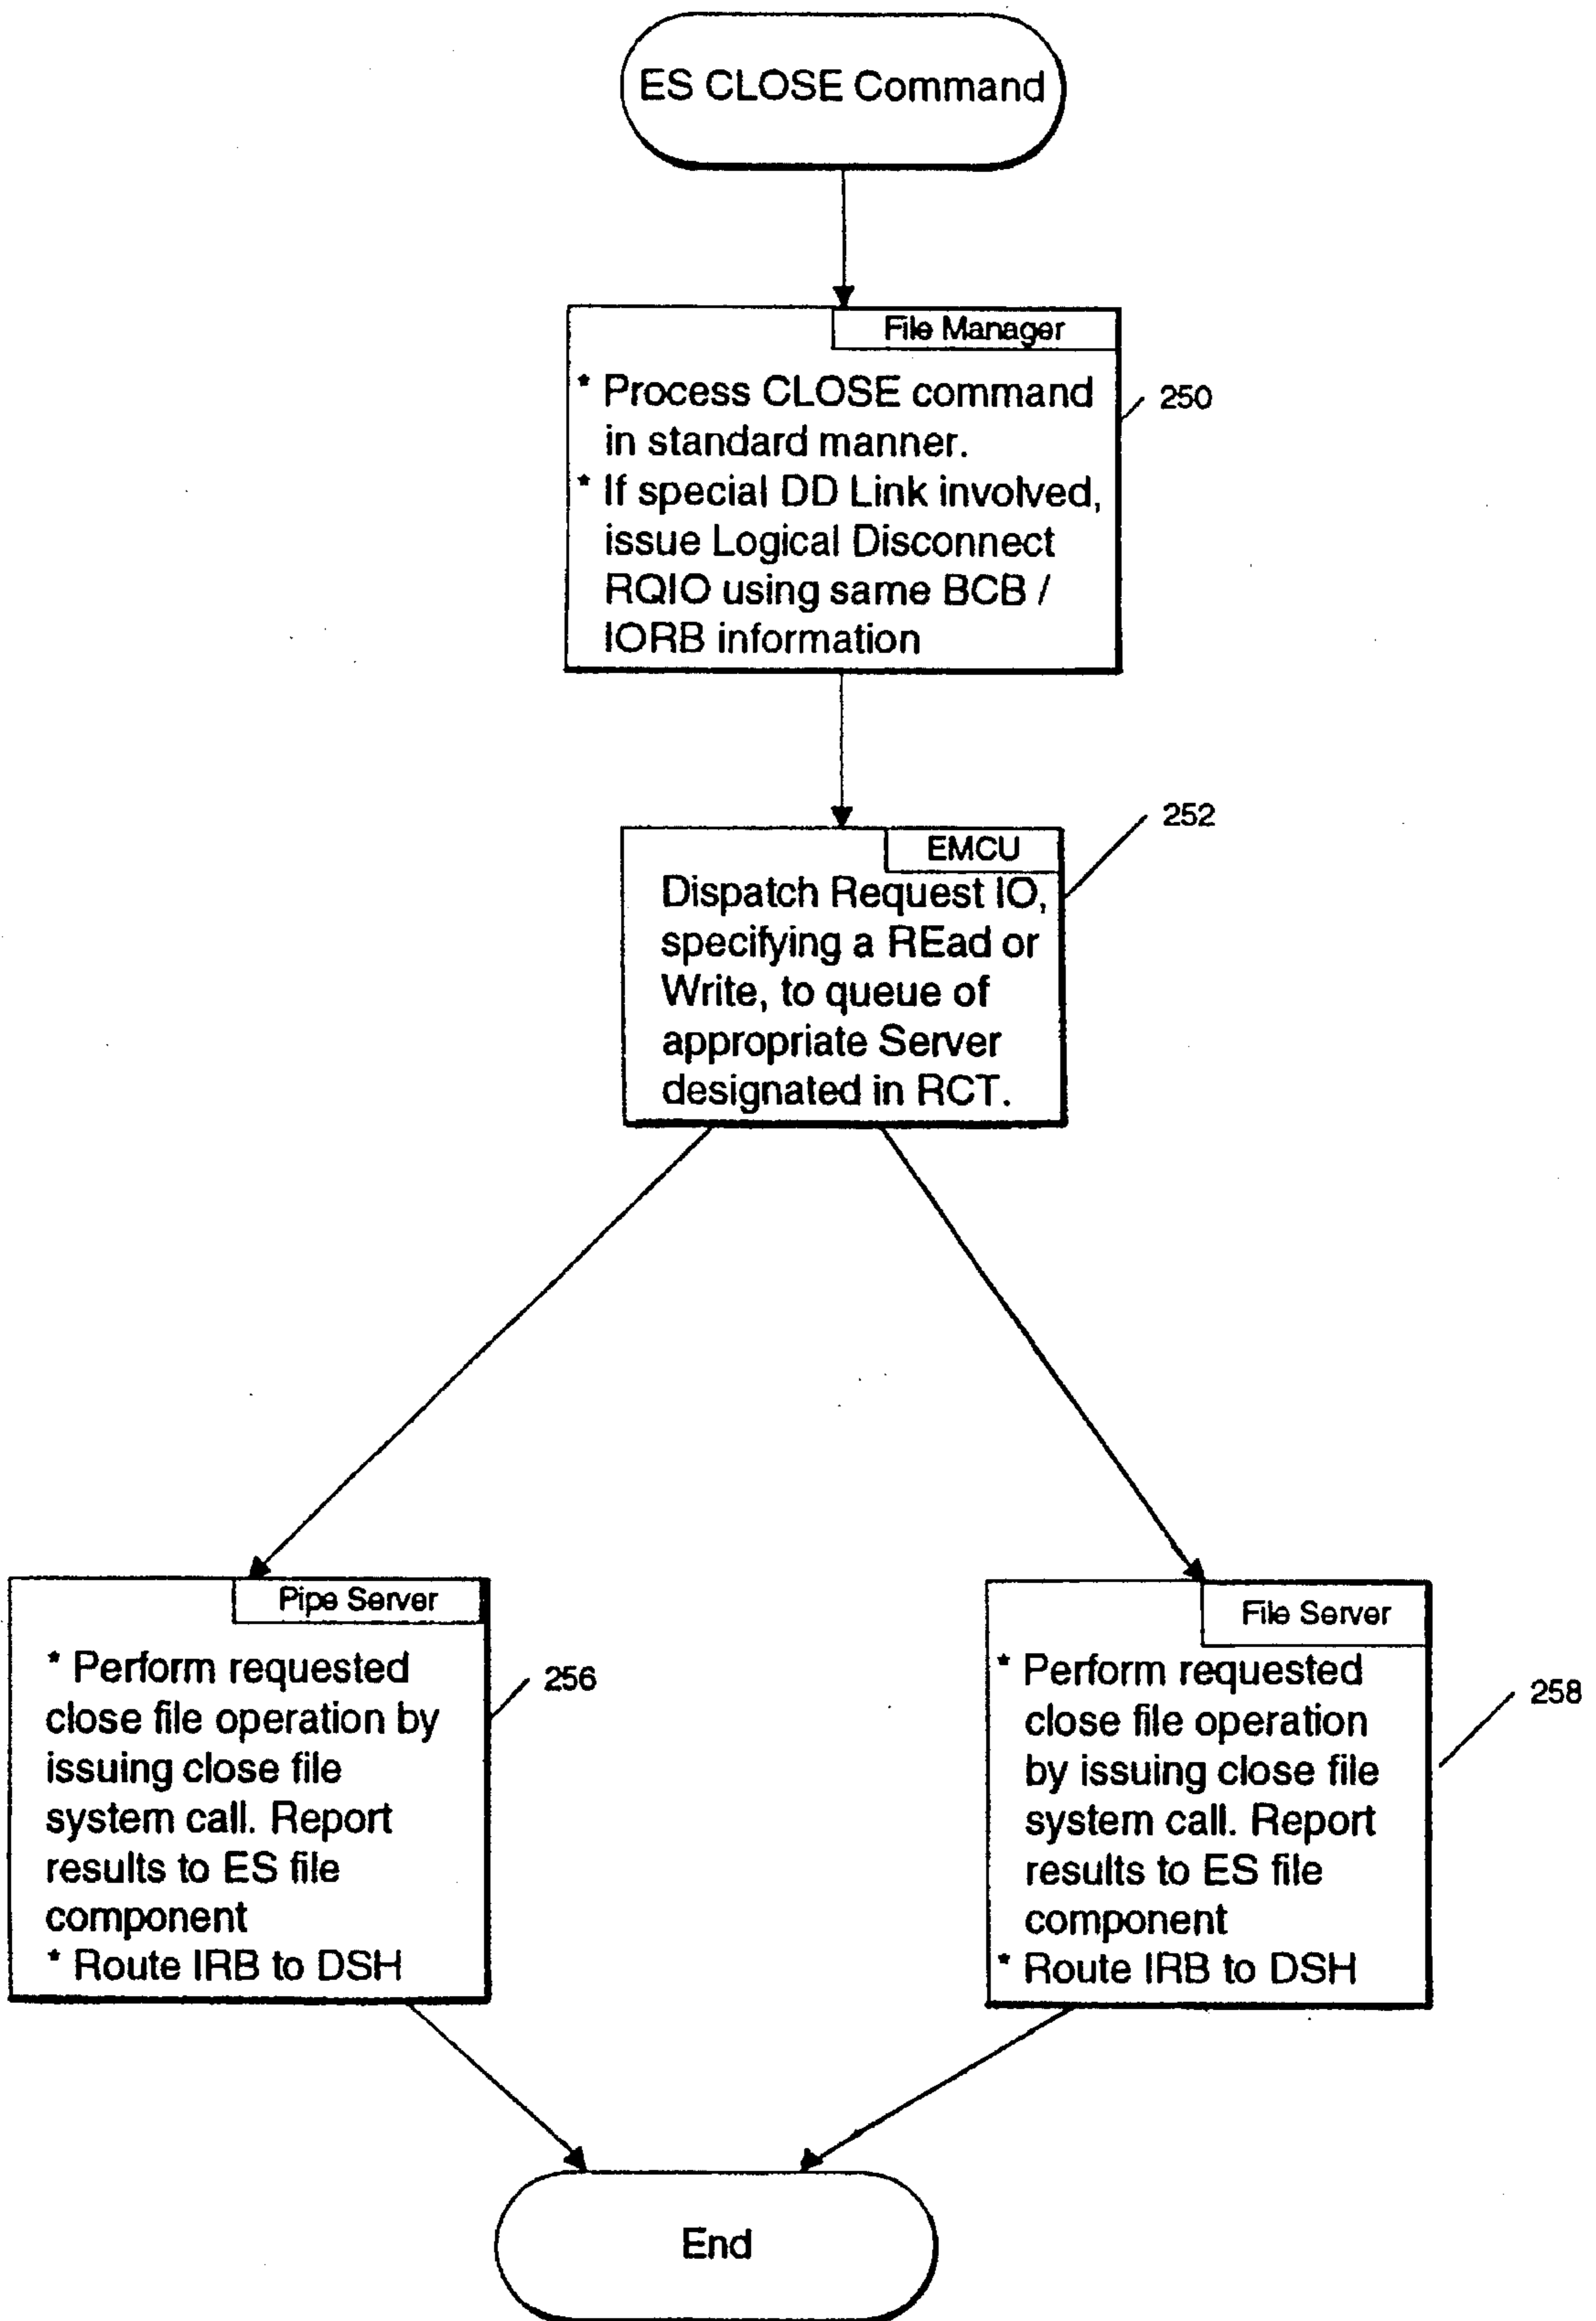 ES CLOSE Command
File Manager
* Process CLOSE command
in standard manner.
* If special DD Link involved,
issue Logical Disconnect
RQIO using same BCB /
IORB information
250
EMCU
Dispatch Request IO,
specifying a REad or
Write, to queue of
appropriate Server
designated in RCT.
252
Pipe Server
* Perform requested
close file operation by
issuing close file
system call. Report
results to ES file
component
* Route IRB to DSH
256
File Server
* Perform requested
close file operation
by issuing close file
system call. Report
results to ES file
component
* Route IRB to DSH
258
End